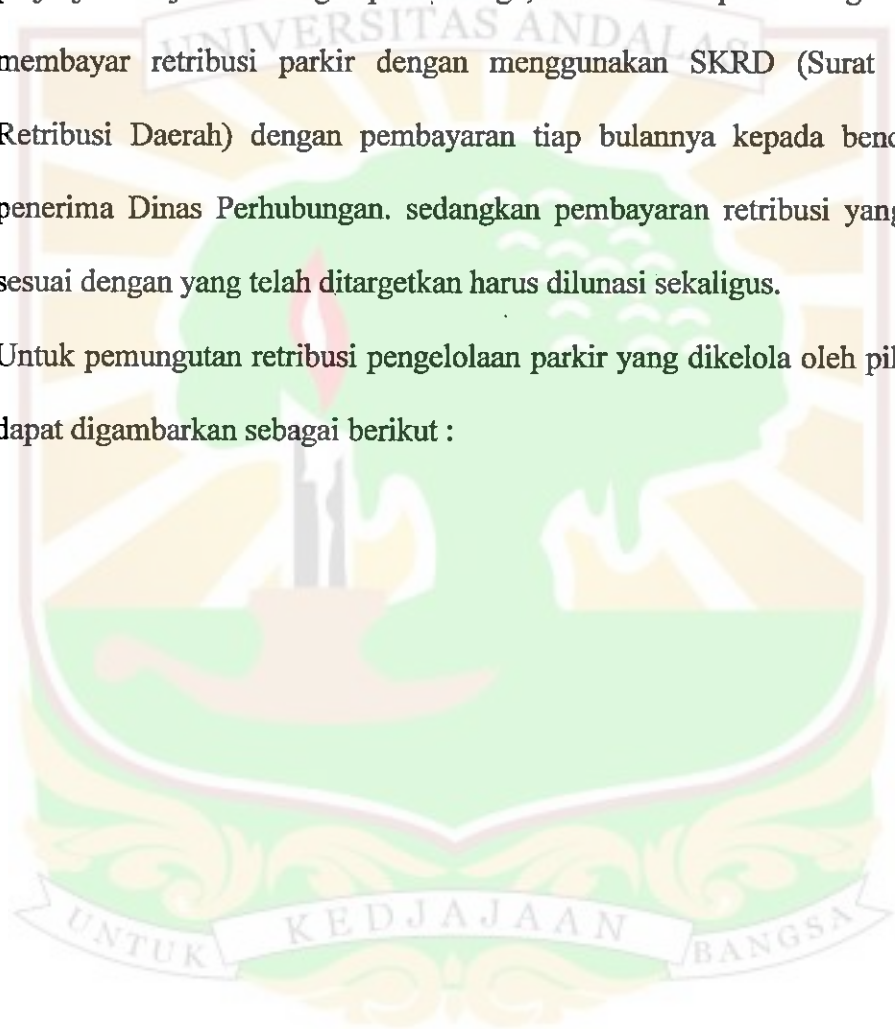 UNIVERSITAS ANDALAS
membayar retribusi parkir dengan menggunakan SKRD (Surat
Retribusi Daerah) dengan pembayaran tiap bulannya kepada
penerima Dinas Perhubungan. sedangkan pembayaran retribusi yang
sesuai dengan yang telah ditargetkan harus dilunasi sekaligus.
Untuk pemungutan retribusi pengelolaan parkir yang dikelola oleh
dapat digambarkan sebagai berikut :
UNTUK KEDJAJAAN BANGSA